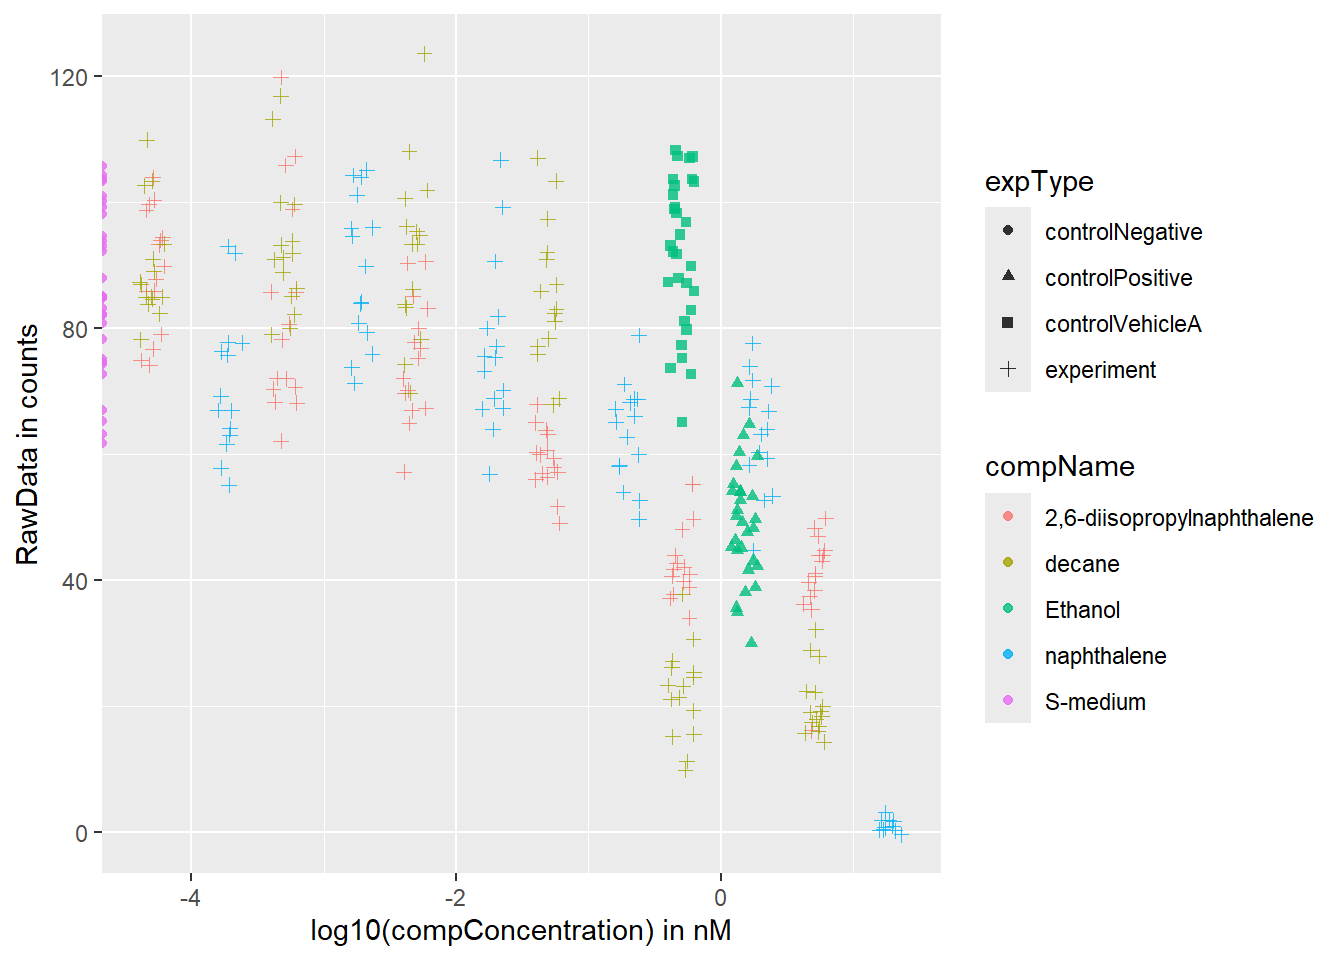 120
80
40
0
RawData in counts
-4
-2
0
log10(compConcentration) in nM
expType
controlNegative
controlPositive
controlVehicleA
experiment
compName
2,6-diisopropylnaphthalene
decane
Ethanol
naphthalene
S-medium